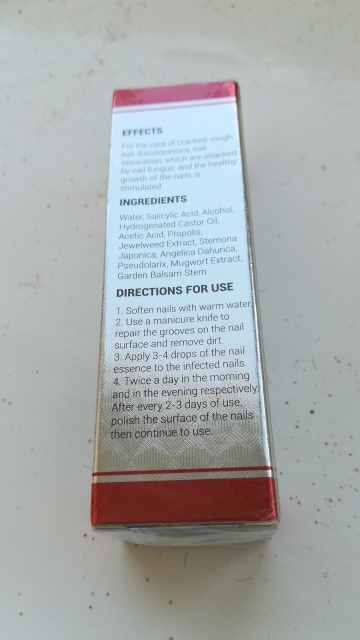 EFFECTS
For the care of cracked, rough,
nail discolorations, nail
separation, which are attacked
by nail fungus, and the healthy
growth of the nails is
stimulated
INGREDIENTS
Water, Salicylic Acid, Alcohol,
Hydrogenated Castor Oil,
Acetic Acid, Propolis,
Jewelweed Extract, Stemona
Japonica, Angelica Dahurica,
Pseudolarix, Mugwort Extract,
Garden Balsam Stem
DIRECTIONS FOR USE
1. Soften nails with warm water.
2. Use a manicure knife to
repair the grooves on the nail
surface and remove dirt.
3. Apply 3-4 drops of the nail
essence to the infected nails.
4. Twice a day in the morning
and in the evening respectively.
After every 2-3 days of use,
polish the surface of the nails
then continue to use.